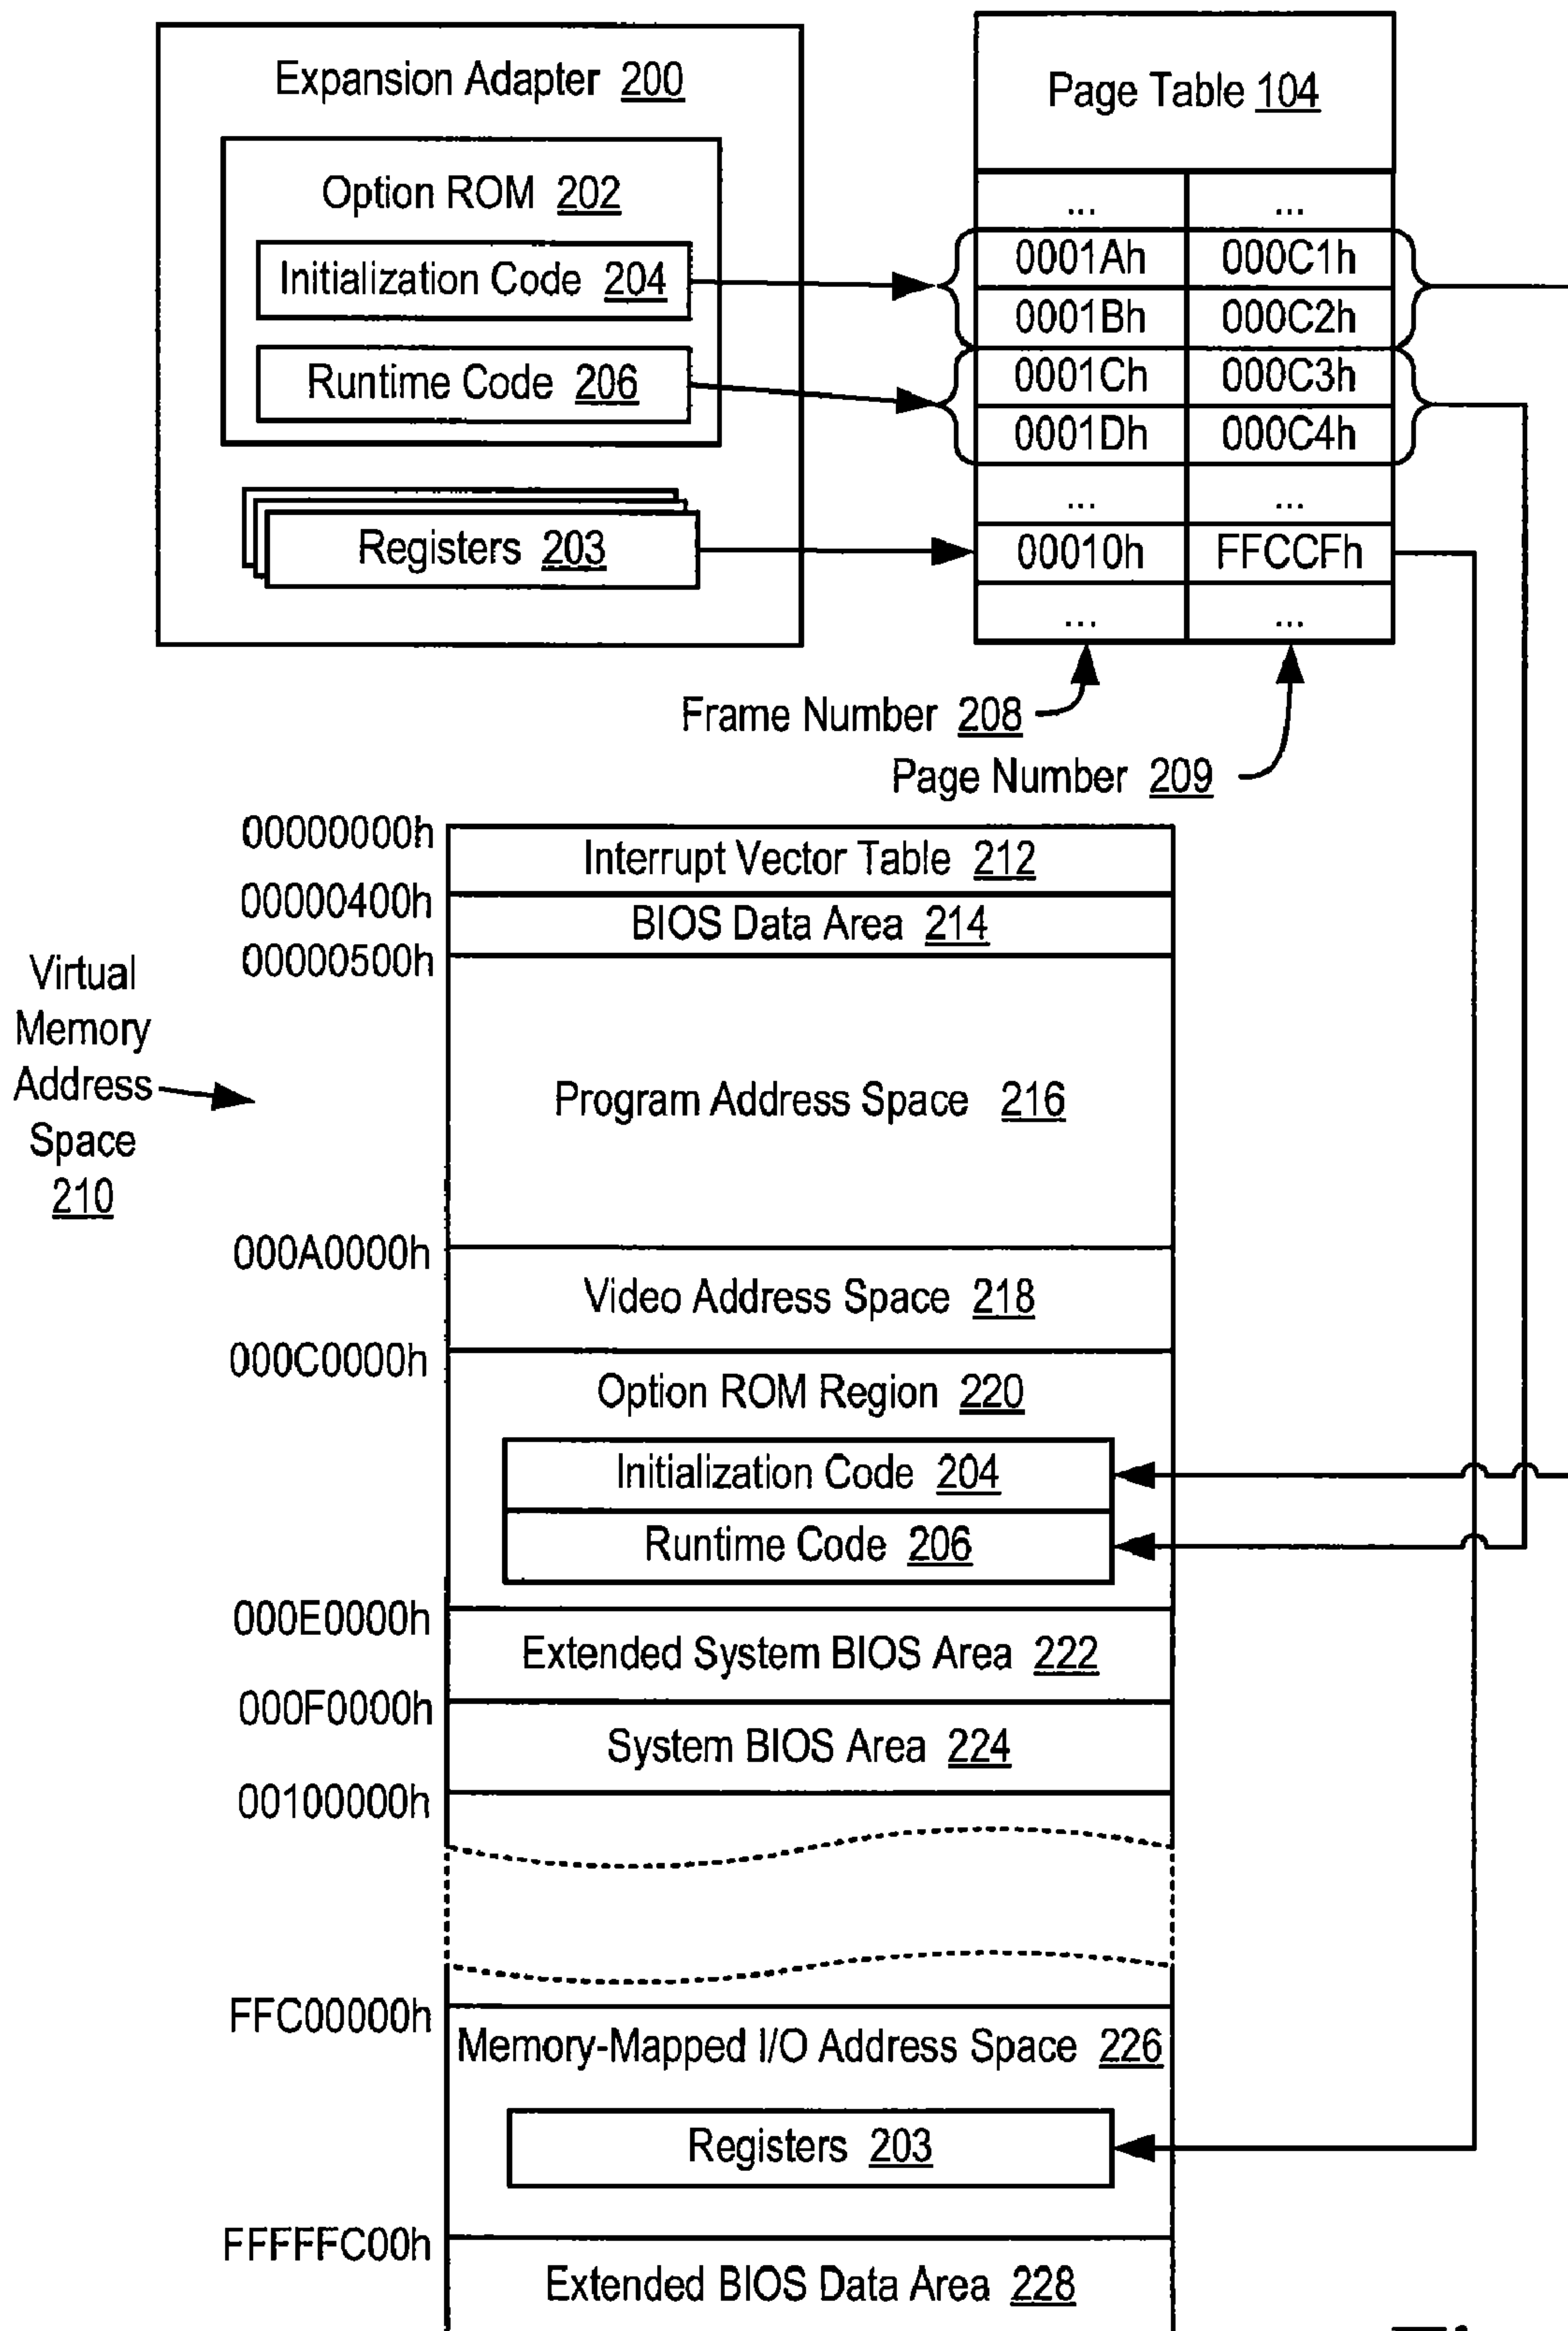 Expansion Adapter 200
Option ROM 202
Initialization Code 204
Runtime Code 206
Registers 203
Page Table 104
... ...
0001Ah 000C1h
0001Bh 000C2h
0001Ch 000C3h
0001Dh 000C4h
... ...
00010h FFCCFh
... ...
Frame Number 208
Page Number 209
Virtual
Memory
Address
Space
210
00000000h
Interrupt Vector Table 212
00000400h
BIOS Data Area 214
00000500h
Program Address Space 216
000A0000h
Video Address Space 218
000C0000h
Option ROM Region 220
Initialization Code 204
Runtime Code 206
000E0000h
Extended System BIOS Area 222
000F0000h
System BIOS Area 224
00100000h
FFC00000h
Memory-Mapped I/O Address Space 226
Registers 203
FFFFFC00h
Extended BIOS Data Area 228